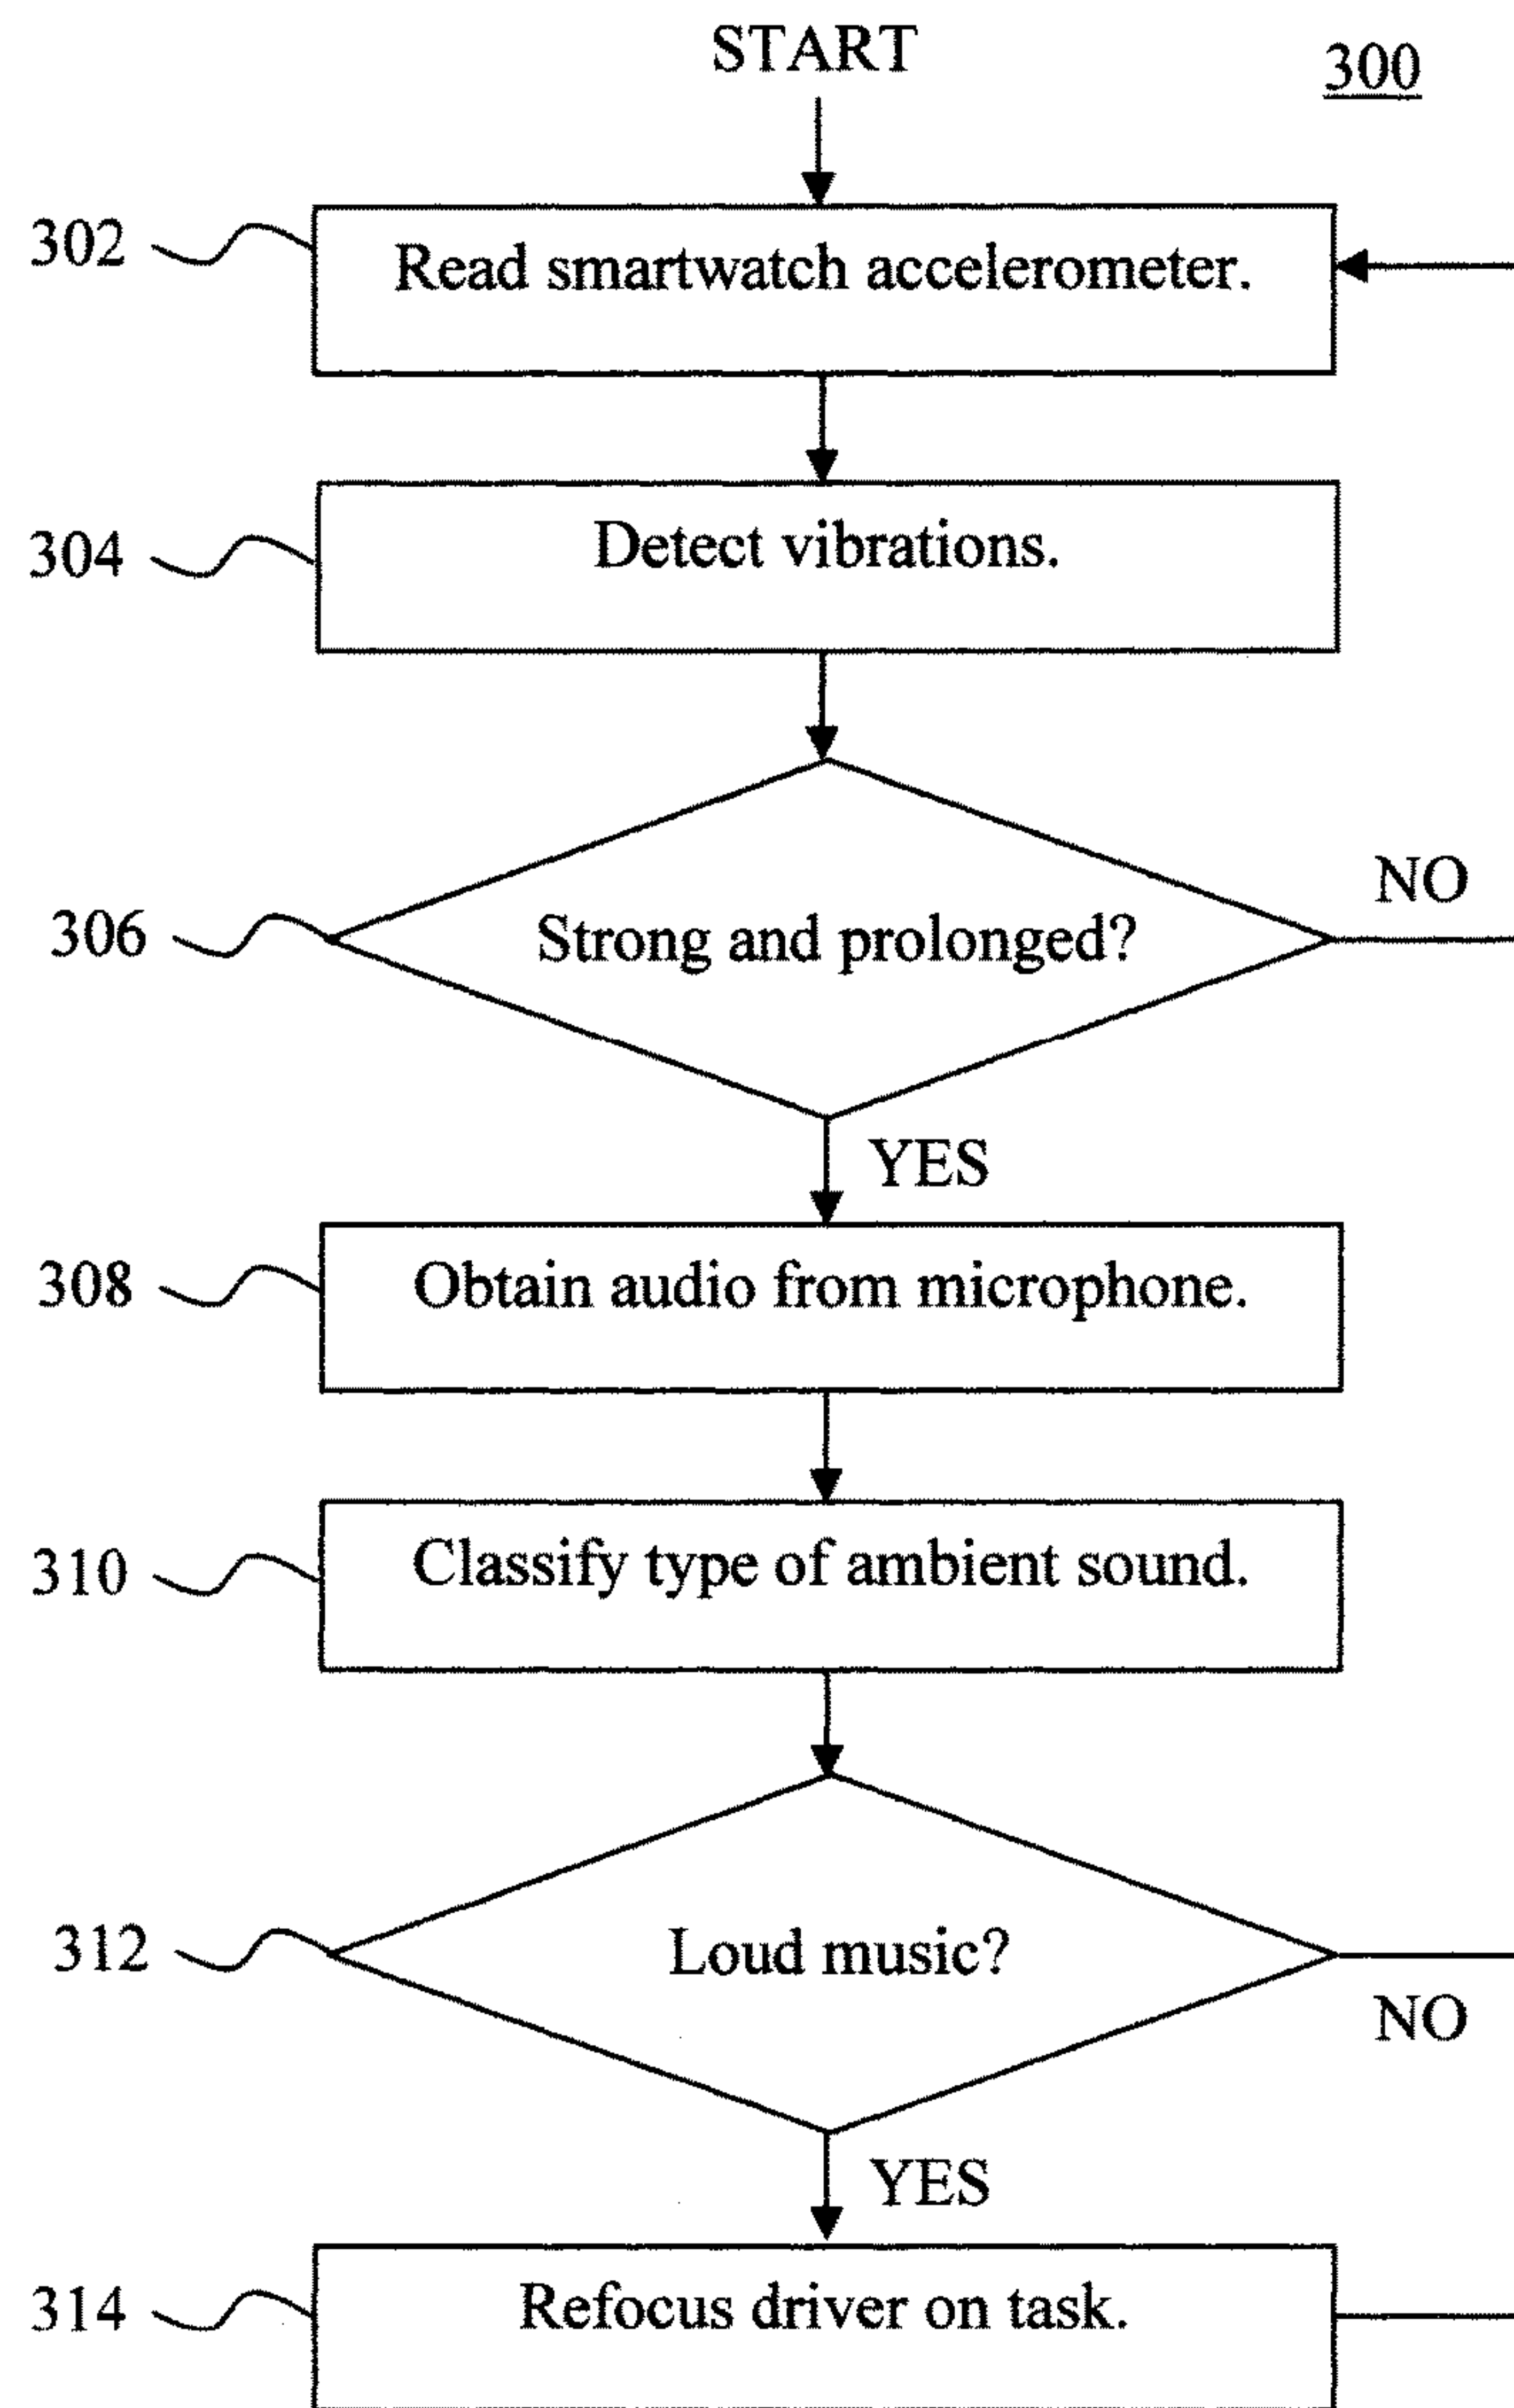 START
300
302
Read smartwatch accelerometer.
304
Detect vibrations.
306
Strong and prolonged?
NO
YES
308
Obtain audio from microphone.
310
Classify type of ambient sound.
312
Loud music?
NO
YES
314
Refocus driver on task.